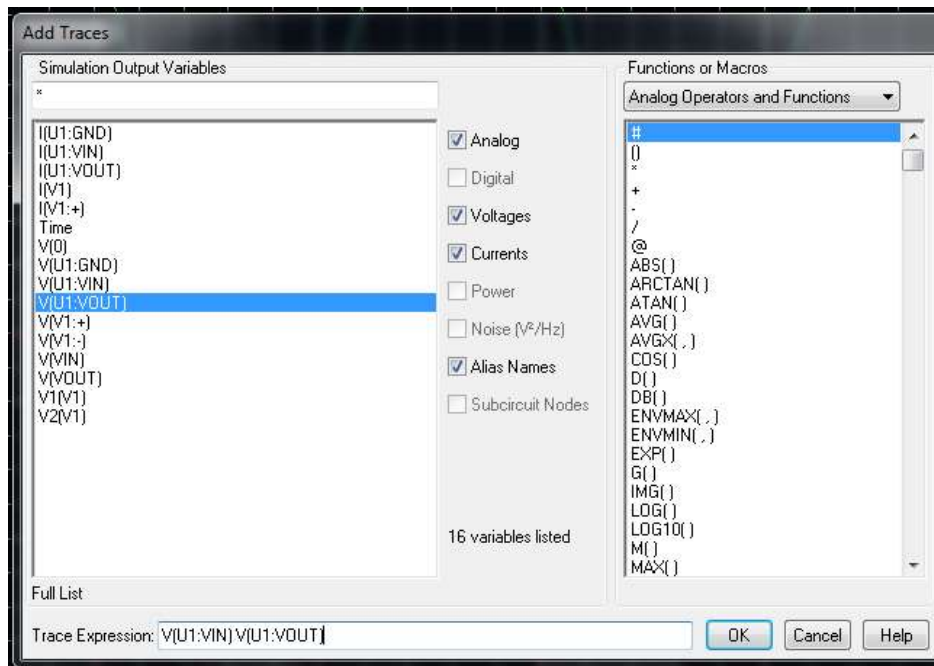 Add Traces
Simulation Output Variables
*
I(U1:GND)
I(U1:VIN)
I(U1:VOUT)
I(V1)
I(V1:+)
Time
V(0)
V(U1:GND)
V(U1:VIN)
V(U1:VOUT)
V(V1:+)
V(V1:-)
V(VIN)
V(VOUT)
V1(V1)
V2(V1)
Analog
Digital
Voltages
Currents
Power
Noise (V²/Hz)
Alias Names
Subcircuit Nodes
16 variables listed
Functions or Macros
Analog Operators and Functions
#
()
*
+
-
/
@
ABS( )
ARCTAN( )
ATAN( )
AVG( )
AVGX( , )
COS( )
D( )
DB( )
ENVMAX( , )
ENVMIN( , )
EXP( )
G( )
IMG( )
LOG( )
LOG10( )
M( )
MAX( )
Full List
Trace Expression: V(U1:VIN) V(U1:VOUT)
OK Cancel Help